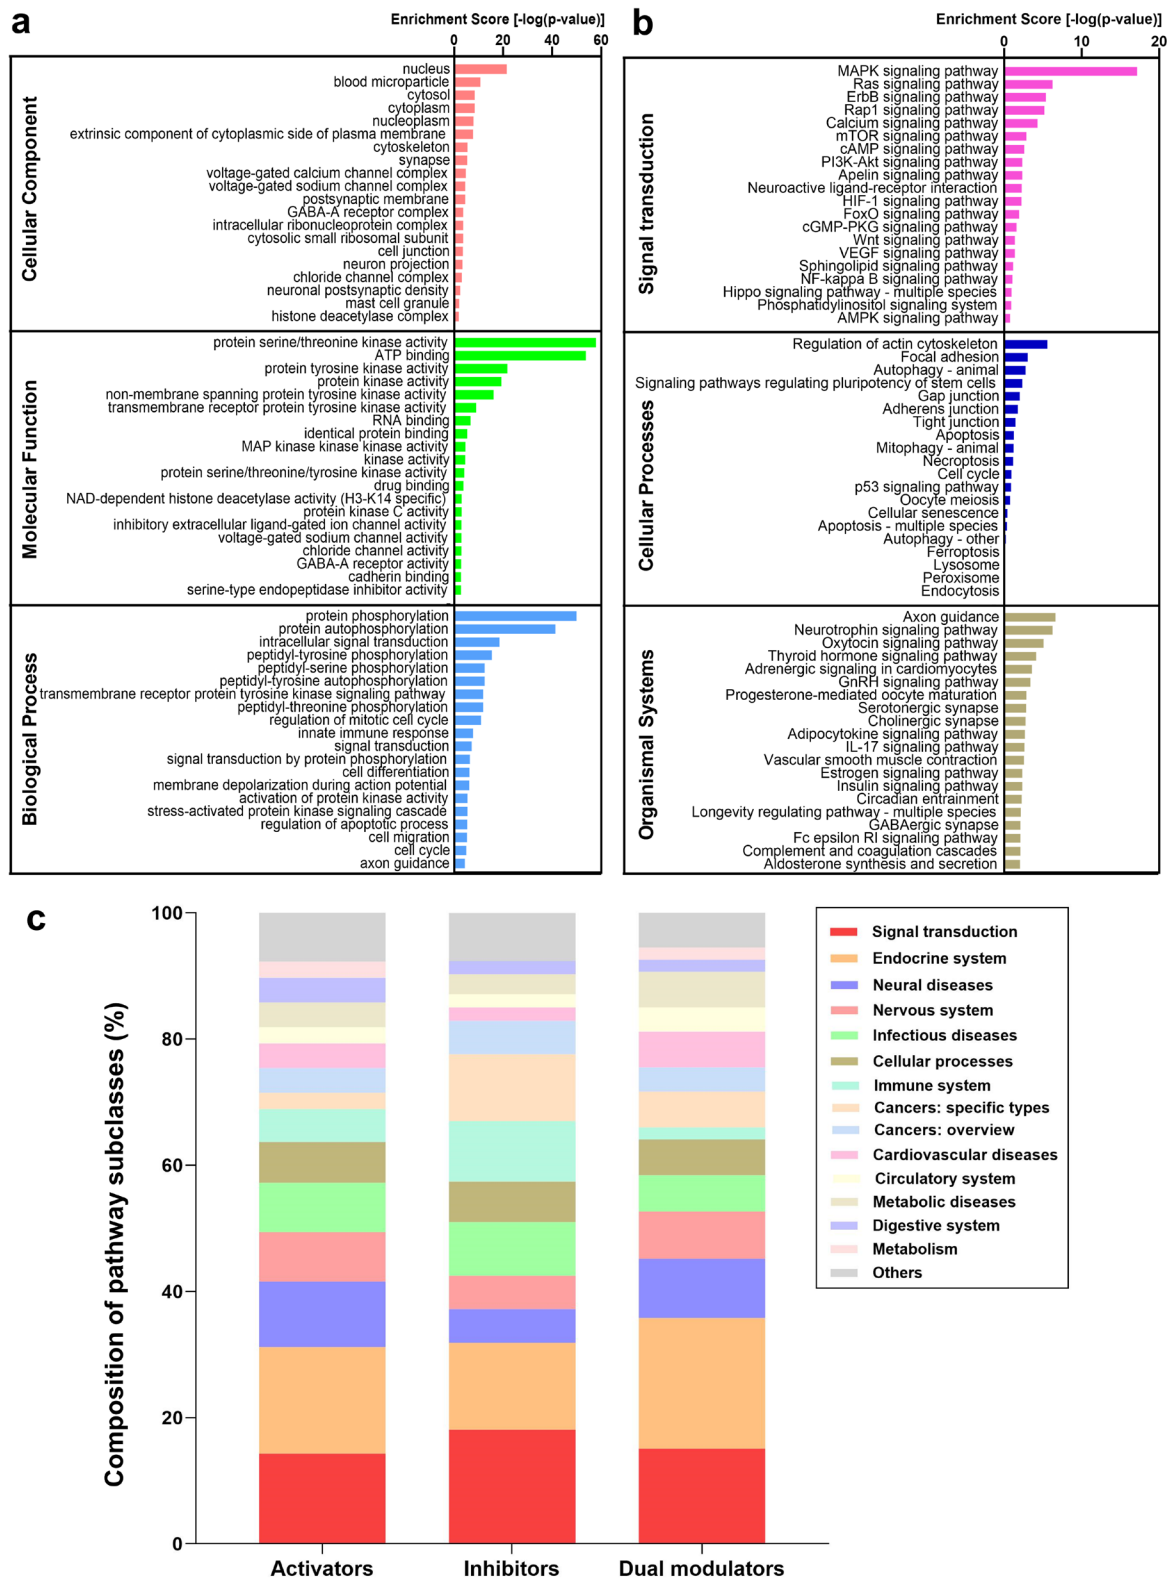 a
Enrichment Score [-log(p-value)]
0 20 40 60
Cellular Component
nucleus
blood microparticle
cytosol
cytoplasm
nucleoplasm
extrinsic component of cytoplasmic side of plasma membrane
cytoskeleton
synapse
voltage-gated calcium channel complex
voltage-gated sodium channel complex
postsynaptic membrane
GABA-A receptor complex
intracellular ribonucleoprotein complex
cytosolic small ribosomal subunit
cell junction
neuron projection
chloride channel complex
neuronal postsynaptic density
mast cell granule
histone deacetylase complex
Molecular Function
protein serine/threonine kinase activity
ATP binding
protein tyrosine kinase activity
protein kinase activity
non-membrane spanning protein tyrosine kinase activity
transmembrane receptor protein tyrosine kinase activity
RNA binding
identical protein binding
MAP kinase kinase kinase activity
kinase activity
protein serine/threonine/tyrosine kinase activity
drug binding
NAD-dependent histone deacetylase activity (H3-K14 specific)
protein kinase C activity
inhibitory extracellular ligand-gated ion channel activity
voltage-gated sodium channel activity
chloride channel activity
GABA-A receptor activity
cadherin binding
serine-type endopeptidase inhibitor activity
Biological Process
protein phosphorylation
protein autophosphorylation
intracellular signal transduction
peptidyl-tyrosine phosphorylation
peptidyl-serine phosphorylation
peptidyl-tyrosine autophosphorylation
transmembrane receptor protein tyrosine kinase signaling pathway
peptidyl-threonine phosphorylation
regulation of mitotic cell cycle
innate immune response
signal transduction
signal transduction by protein phosphorylation
cell differentiation
membrane depolarization during action potential
activation of protein kinase activity
stress-activated protein kinase signaling cascade
regulation of apoptotic process
cell migration
cell cycle
axon guidance
b
Enrichment Score [-log(p-value)]
0 10 20
Signal transduction
MAPK signaling pathway
Ras signaling pathway
ErbB signaling pathway
Rap1 signaling pathway
Calcium signaling pathway
mTOR signaling pathway
cAMP signaling pathway
PI3K-Akt signaling pathway
Apelin signaling pathway
Neuroactive ligand-receptor interaction
HIF-1 signaling pathway
FoxO signaling pathway
cGMP-PKG signaling pathway
Wnt signaling pathway
VEGF signaling pathway
Sphingolipid signaling pathway
NF-kappa B signaling pathway
Hippo signaling pathway - multiple species
Phosphatidylinositol signaling system
AMPK signaling pathway
Cellular Processes
Regulation of actin cytoskeleton
Focal adhesion
Autophagy - animal
Signaling pathways regulating pluripotency of stem cells
Gap junction
Adherens junction
Tight junction
Apoptosis
Mitophagy - animal
Necroptosis
Cell cycle
p53 signaling pathway
Oocyte meiosis
Cellular senescence
Apoptosis - multiple species
Autophagy - other
Ferroptosis
Lysosome
Peroxisome
Endocytosis
Organismal Systems
Axon guidance
Neurotrophin signaling pathway
Oxytocin signaling pathway
Thyroid hormone signaling pathway
Adrenergic signaling in cardiomyocytes
GnRH signaling pathway
Progesterone-mediated oocyte maturation
Serotonergic synapse
Cholinergic synapse
Adipocytokine signaling pathway
IL-17 signaling pathway
Vascular smooth muscle contraction
Estrogen signaling pathway
Insulin signaling pathway
Circadian entrainment
Longevity regulating pathway - multiple species
GABAergic synapse
Fc epsilon RI signaling pathway
Complement and coagulation cascades
Aldosterone synthesis and secretion
c
Composition of pathway subclasses (%)
100
80
60
40
20
0
Activators Inhibitors Dual modulators
Signal transduction
Endocrine system
Neural diseases
Nervous system
Infectious diseases
Cellular processes
Immune system
Cancers: specific types
Cancers: overview
Cardiovascular diseases
Circulatory system
Metabolic diseases
Digestive system
Metabolism
Others